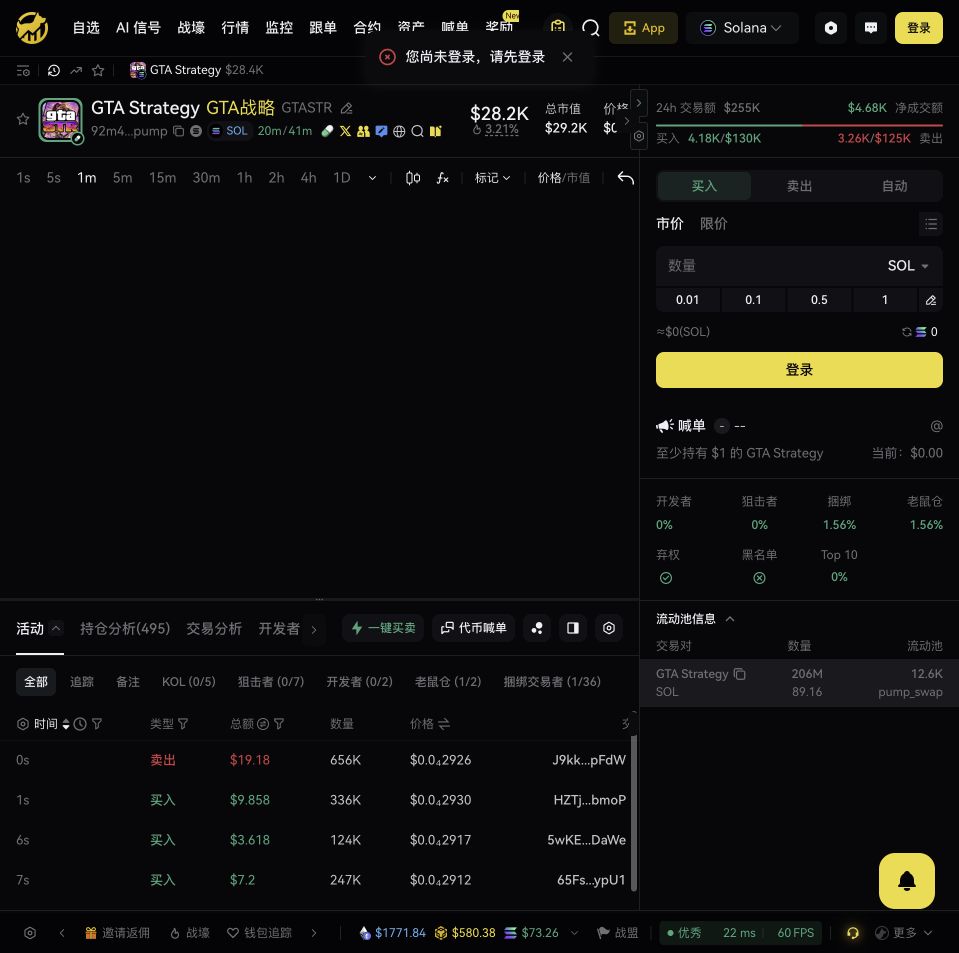 自选 AI 信号 战壕 行情 监控 跟单 合约 资产 喊单 奖励 New App Solana 登录
您尚未登录，请先登录
GTA Strategy $28.4K
GTA Strategy GTA战略 GTASTR
92m4...pump SOL 20m/41m
$28.2K
3.21%
总市值
$29.2K
24h 交易额 $255K $4.68K 净成交额
买入 4.18K/$130K 3.26K/$125K 卖出
1s 5s 1m 5m 15m 30m 1h 2h 4h 1D 标记 价格/市值
买入 卖出 自动
市价 限价
数量 SOL
0.01 0.1 0.5 1
≈$0(SOL) 0
登录
喊单 - --
@
至少持有 $1 的 GTA Strategy 当前：$0.00
开发者 狙击者 捆绑 老鼠仓
0% 0% 1.56% 1.56%
弃权 黑名单 Top 10
0%
活动 持仓分析(495) 交易分析 开发者 一键买卖 代币喊单
全部 追踪 备注 KOL (0/5) 狙击者 (0/7) 开发者 (0/2) 老鼠仓 (1/2) 捆绑交易者 (1/36)
时间 类型 总额 数量 价格
0s 卖出 $19.18 656K $0.0₄2926 J9kk...pFdW
1s 买入 $9.858 336K $0.0₄2930 HZTj...bmoP
6s 买入 $3.618 124K $0.0₄2917 5wKE...DaWe
7s 买入 $7.2 247K $0.0₄2912 65Fs...ypU1
流动池信息
交易对 数量 流动池
GTA Strategy 206M 12.6K
SOL 89.16 pump_swap
邀请返佣 战壕 钱包追踪 $1771.84 $580.38 $73.26 战盟 优秀 22 ms 60 FPS 更多